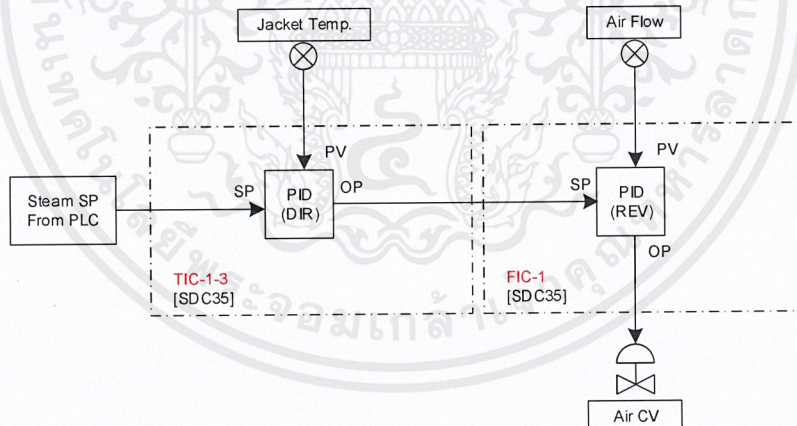 Jacket Temp.
Air Flow
PV
PV
Steam SP
From PLC
SP
PID
(DIR)
OP
SP
PID
(REV)
OP
TIC-1-3
[SDC35]
FIC-1
[SDC35]
Air CV